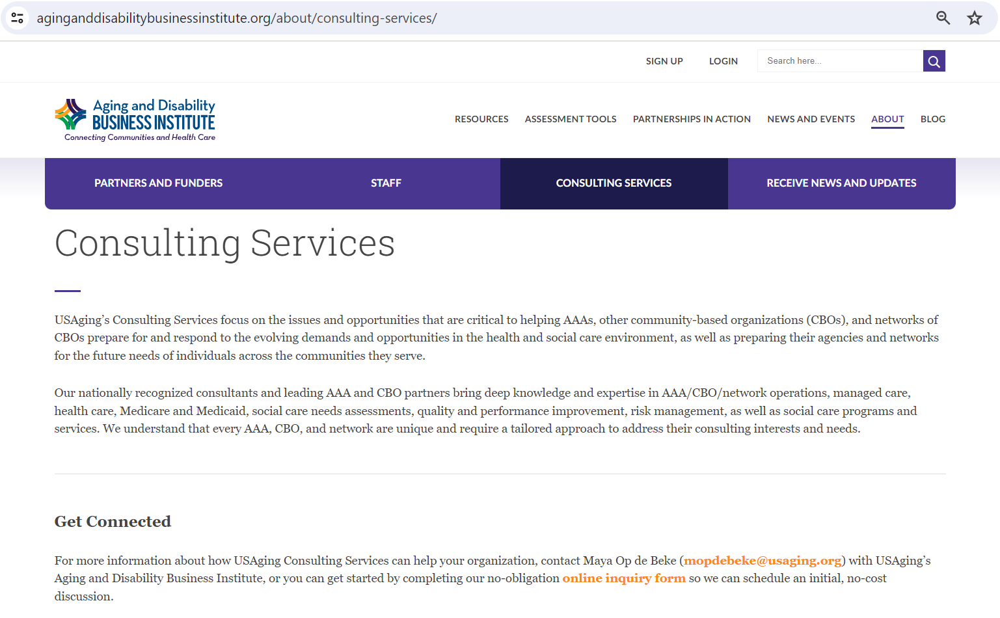 aginganddisabilitybusinessinstitute.org/about/consulting-services/
SIGN UP LOGIN Search here...
Aging and Disability
BUSINESS INSTITUTE
Connecting Communities and Health Care
RESOURCES ASSESSMENT TOOLS PARTNERSHIPS IN ACTION NEWS AND EVENTS ABOUT BLOG
PARTNERS AND FUNDERS STAFF CONSULTING SERVICES RECEIVE NEWS AND UPDATES
Consulting Services
USAging’s Consulting Services focus on the issues and opportunities that are critical to helping AAAs, other community-based organizations (CBOs), and networks of
CBOs prepare for and respond to the evolving demands and opportunities in the health and social care environment, as well as preparing their agencies and networks
for the future needs of individuals across the communities they serve.
Our nationally recognized consultants and leading AAA and CBO partners bring deep knowledge and expertise in AAA/CBO/network operations, managed care,
health care, Medicare and Medicaid, social care needs assessments, quality and performance improvement, risk management, as well as social care programs and
services. We understand that every AAA, CBO, and network are unique and require a tailored approach to address their consulting interests and needs.
Get Connected
For more information about how USAging Consulting Services can help your organization, contact Maya Op de Beke (mopdebeke@usaging.org) with USAging’s
Aging and Disability Business Institute, or you can get started by completing our no-obligation online inquiry form so we can schedule an initial, no-cost
discussion.